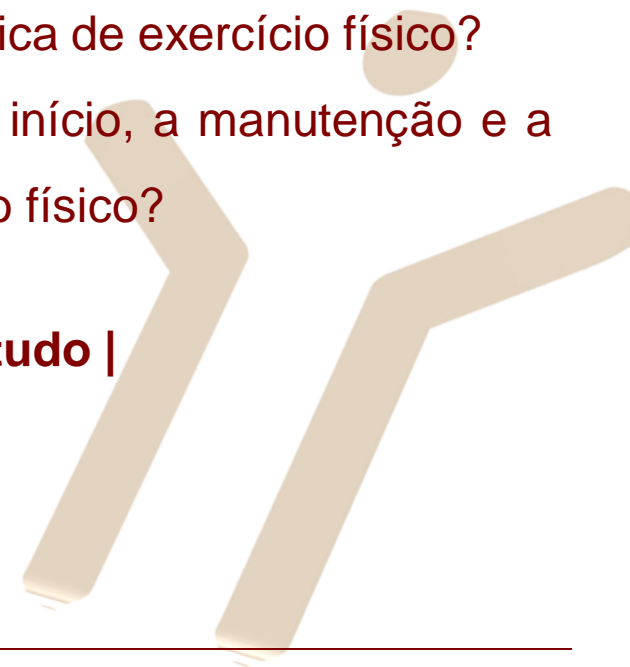 ica de exercício físico?
início, a manutenção e a
o físico?
tudo |